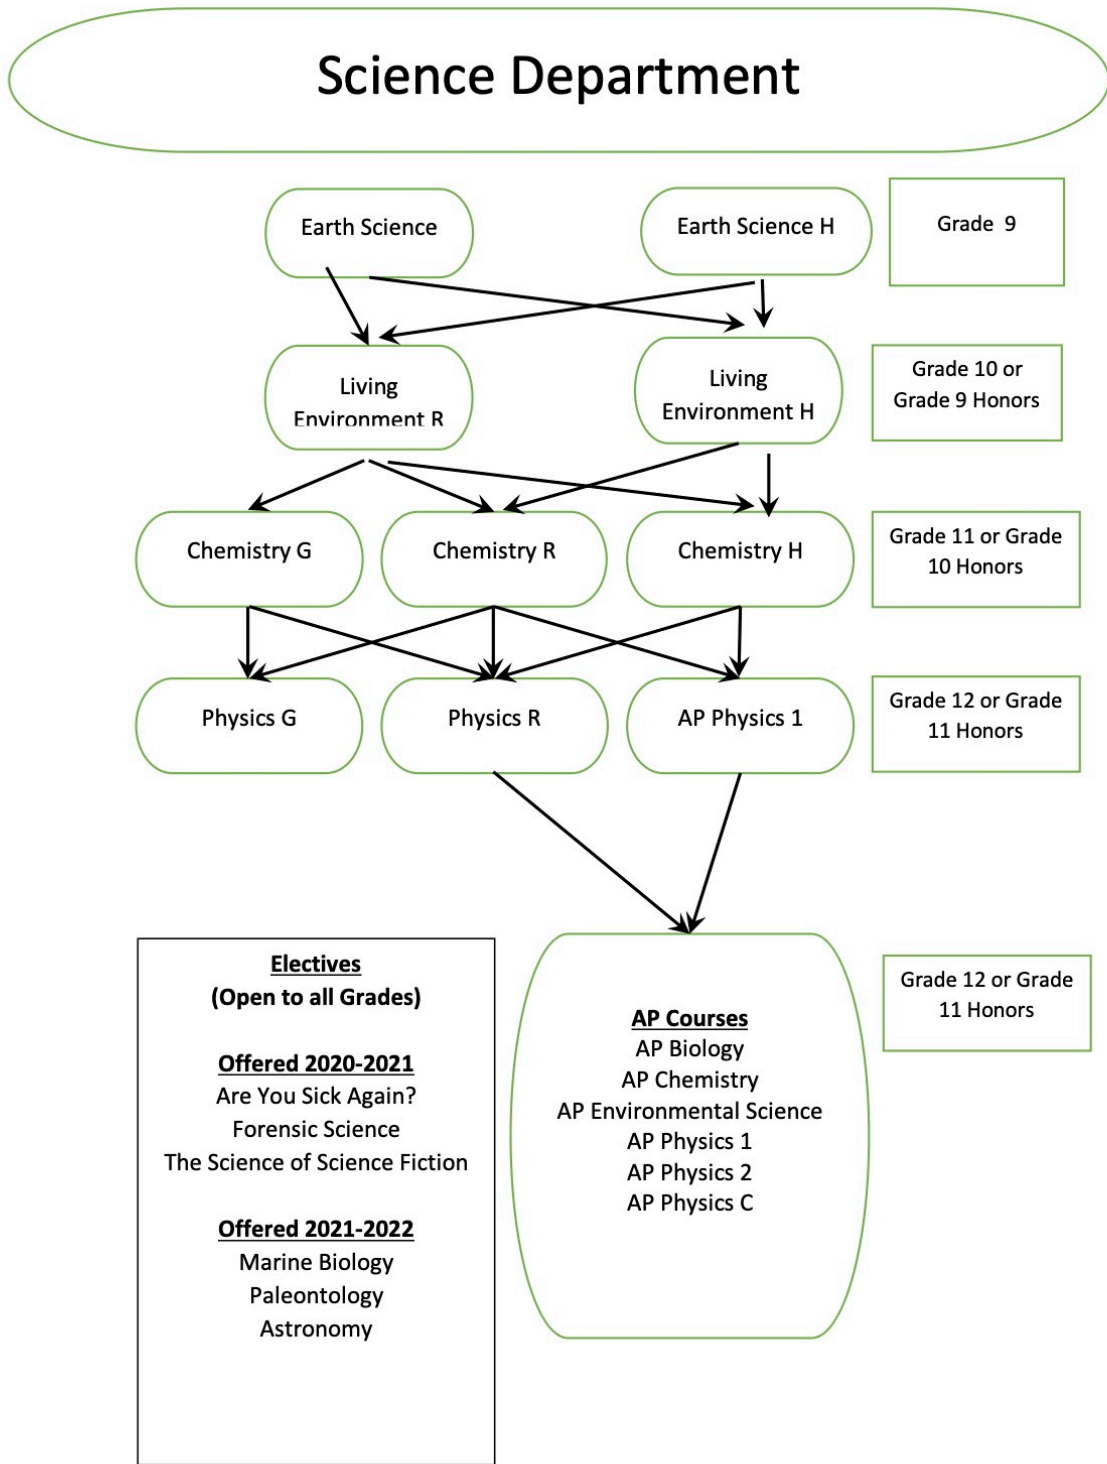 Science Department
Earth Science
Earth Science H
Grade 9
Living
Environment R
Living
Environment H
Grade 10 or
Grade 9 Honors
Chemistry G
Chemistry R
Chemistry H
Grade 11 or Grade
10 Honors
Physics G
Physics R
AP Physics 1
Grade 12 or Grade
11 Honors
Electives
(Open to all Grades)
Offered 2020-2021
Are You Sick Again?
Forensic Science
The Science of Science Fiction
Offered 2021-2022
Marine Biology
Paleontology
Astronomy
AP Courses
AP Biology
AP Chemistry
AP Environmental Science
AP Physics 1
AP Physics 2
AP Physics C
Grade 12 or Grade
11 Honors